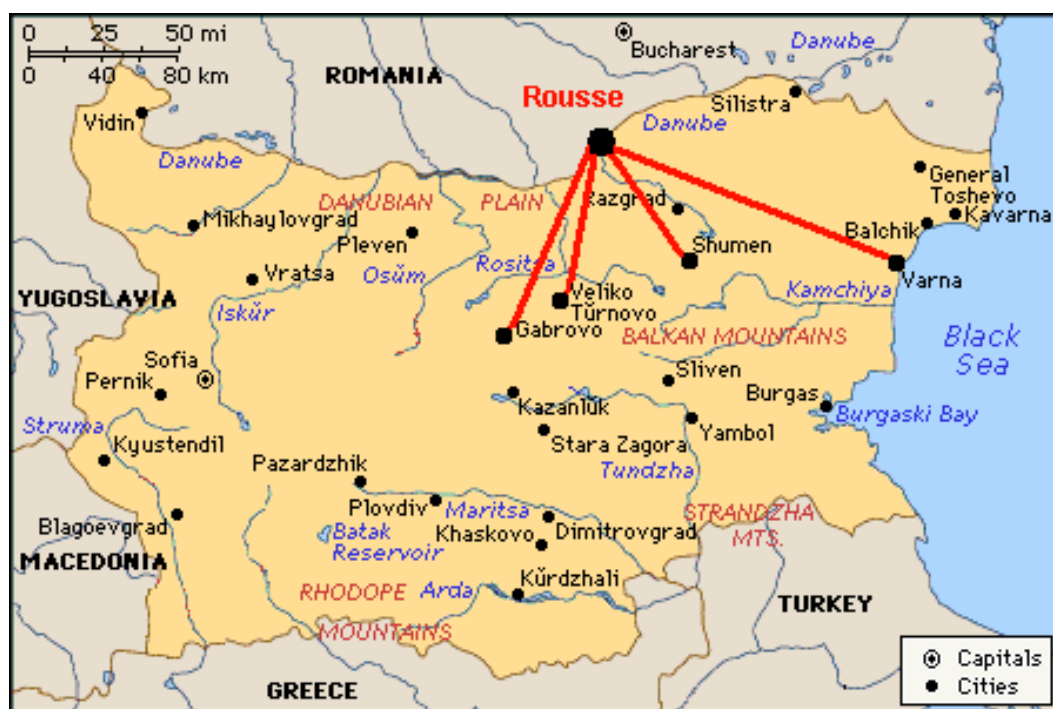 0 25 50 mi
0 40 80 km
ROMANIA
Bucharest
Danube
Rousse
Silistra
Danube
Vidin
Danube
General
Toshevo
DANUBIAN PLAIN
Razgrad
Kavarna
Mikhaylovgrad
Balchik
Pleven
Shumen
Osŭm
Rositsa
Vratsa
Varna
YUGOSLAVIA
Kamchiya
Veliko
Tŭrnovo
Iskŭr
Gabrovo
BALKAN MOUNTAINS
Black
Sea
Sofia
Pernik
Sliven
Burgas
Kazanlŭk
Burgaski Bay
Struma
Yambol
Kyustendil
Stara Zagora
Pazardzhik
Tundzha
Plovdiv
Maritsa
STRANDZHA
MTS.
Blagoevgrad
Batak
Reservoir
Khaskovo
Dimitrovgrad
MACEDONIA
Kŭrdzhali
RHODOPE
Arda
TURKEY
MOUNTAINS
GREECE
Capitals
Cities